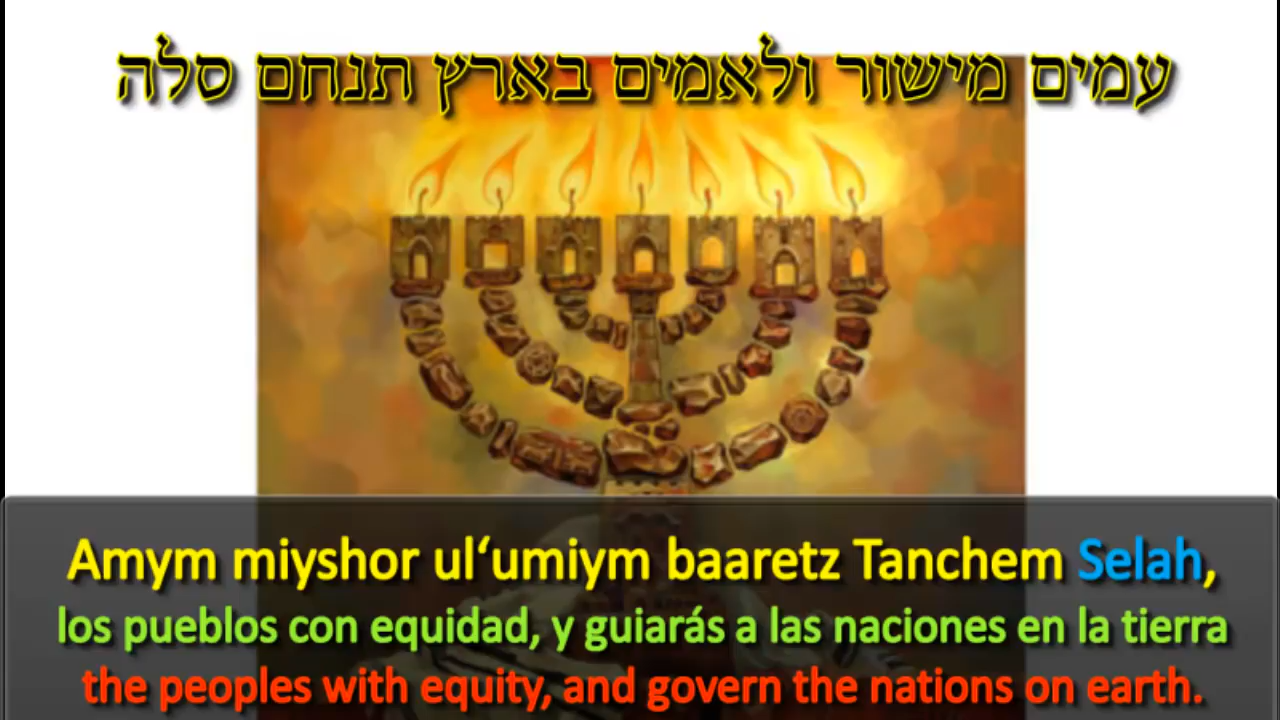 עמים מישור ולאמים בארץ תנחם סלה
Amym miyshor ul‘umiym baaretz Tanchem Selah,
los pueblos con equidad, y guiarás a las naciones en la tierra
the peoples with equity, and govern the nations on earth.